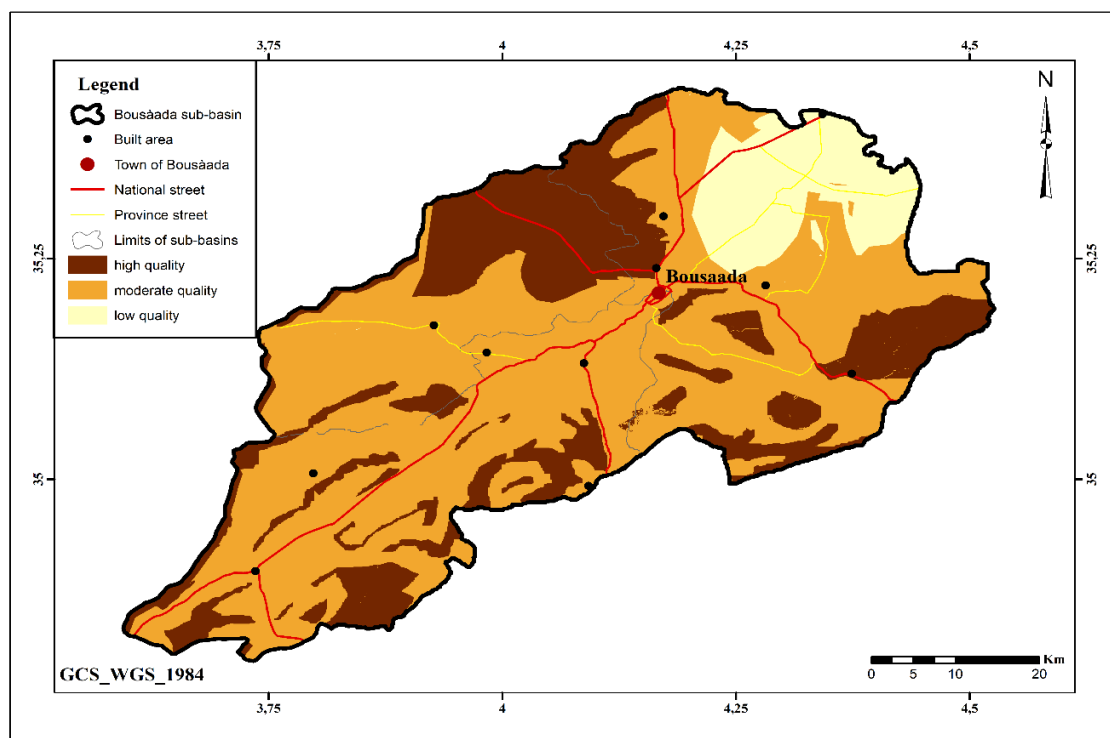 3,75 4 4,25 4,5
Legend
Bousàada sub-basin
Built area
Town of Bousàada
National street
Province street
Limits of sub-basins
high quality
moderate quality
low quality
N
35,25
35,25
Bousaada
35
35
GCS_WGS_1984
Km
0 5 10 20
3,75 4 4,25 4,5